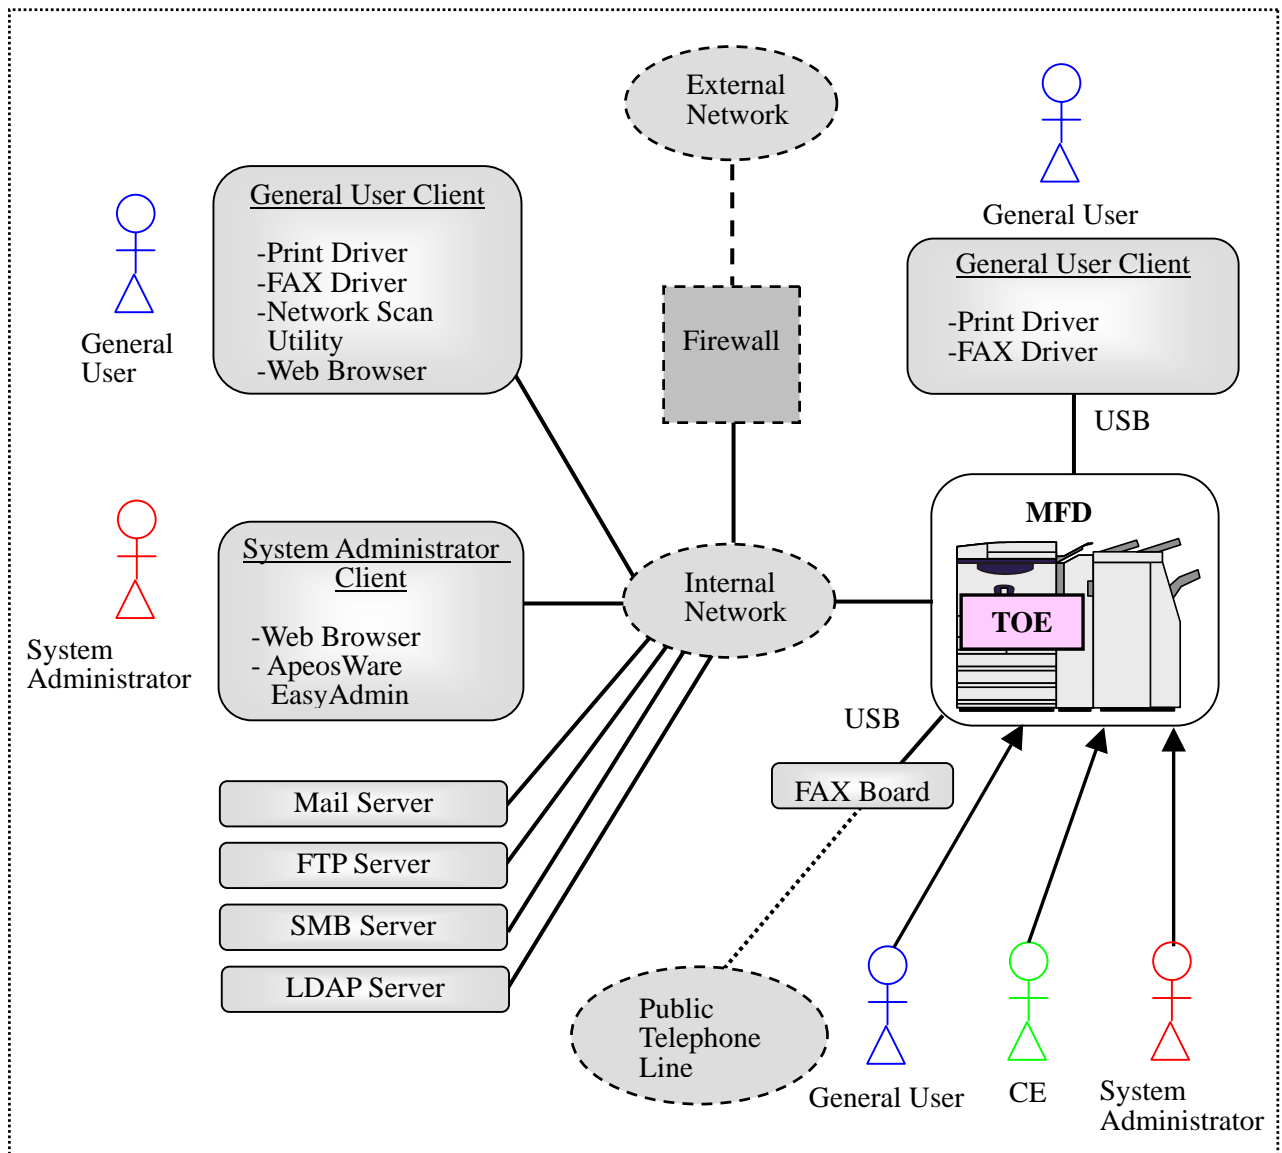 External
Network
General User
General User Client
-Print Driver
-FAX Driver
-Network Scan
Utility
-Web Browser
General
User
Firewall
General User Client
-Print Driver
-FAX Driver
USB
MFD
TOE
System Administrator
Client
-Web Browser
- ApeosWare
EasyAdmin
System
Administrator
Internal
Network
USB
FAX Board
Mail Server
FTP Server
SMB Server
LDAP Server
Public
Telephone
Line
General User
CE
System
Administrator